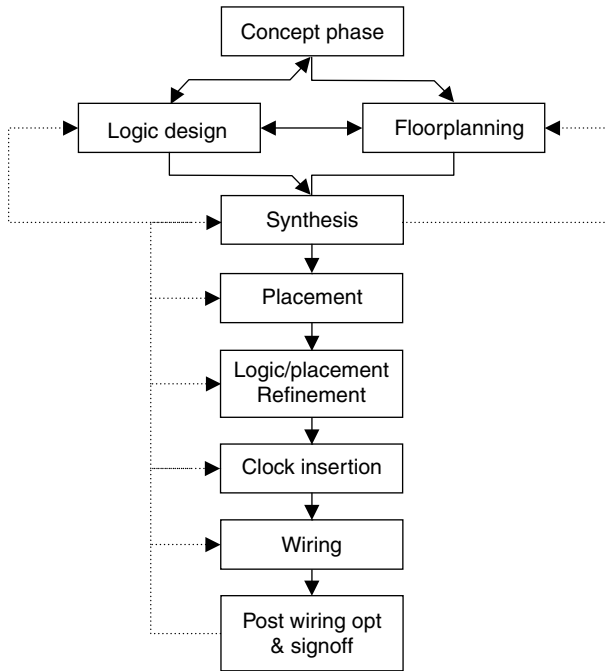 Concept phase
Logic design
Floorplanning
Synthesis
Placement
Logic/placement
Refinement
Clock insertion
Wiring
Post wiring opt
& signoff